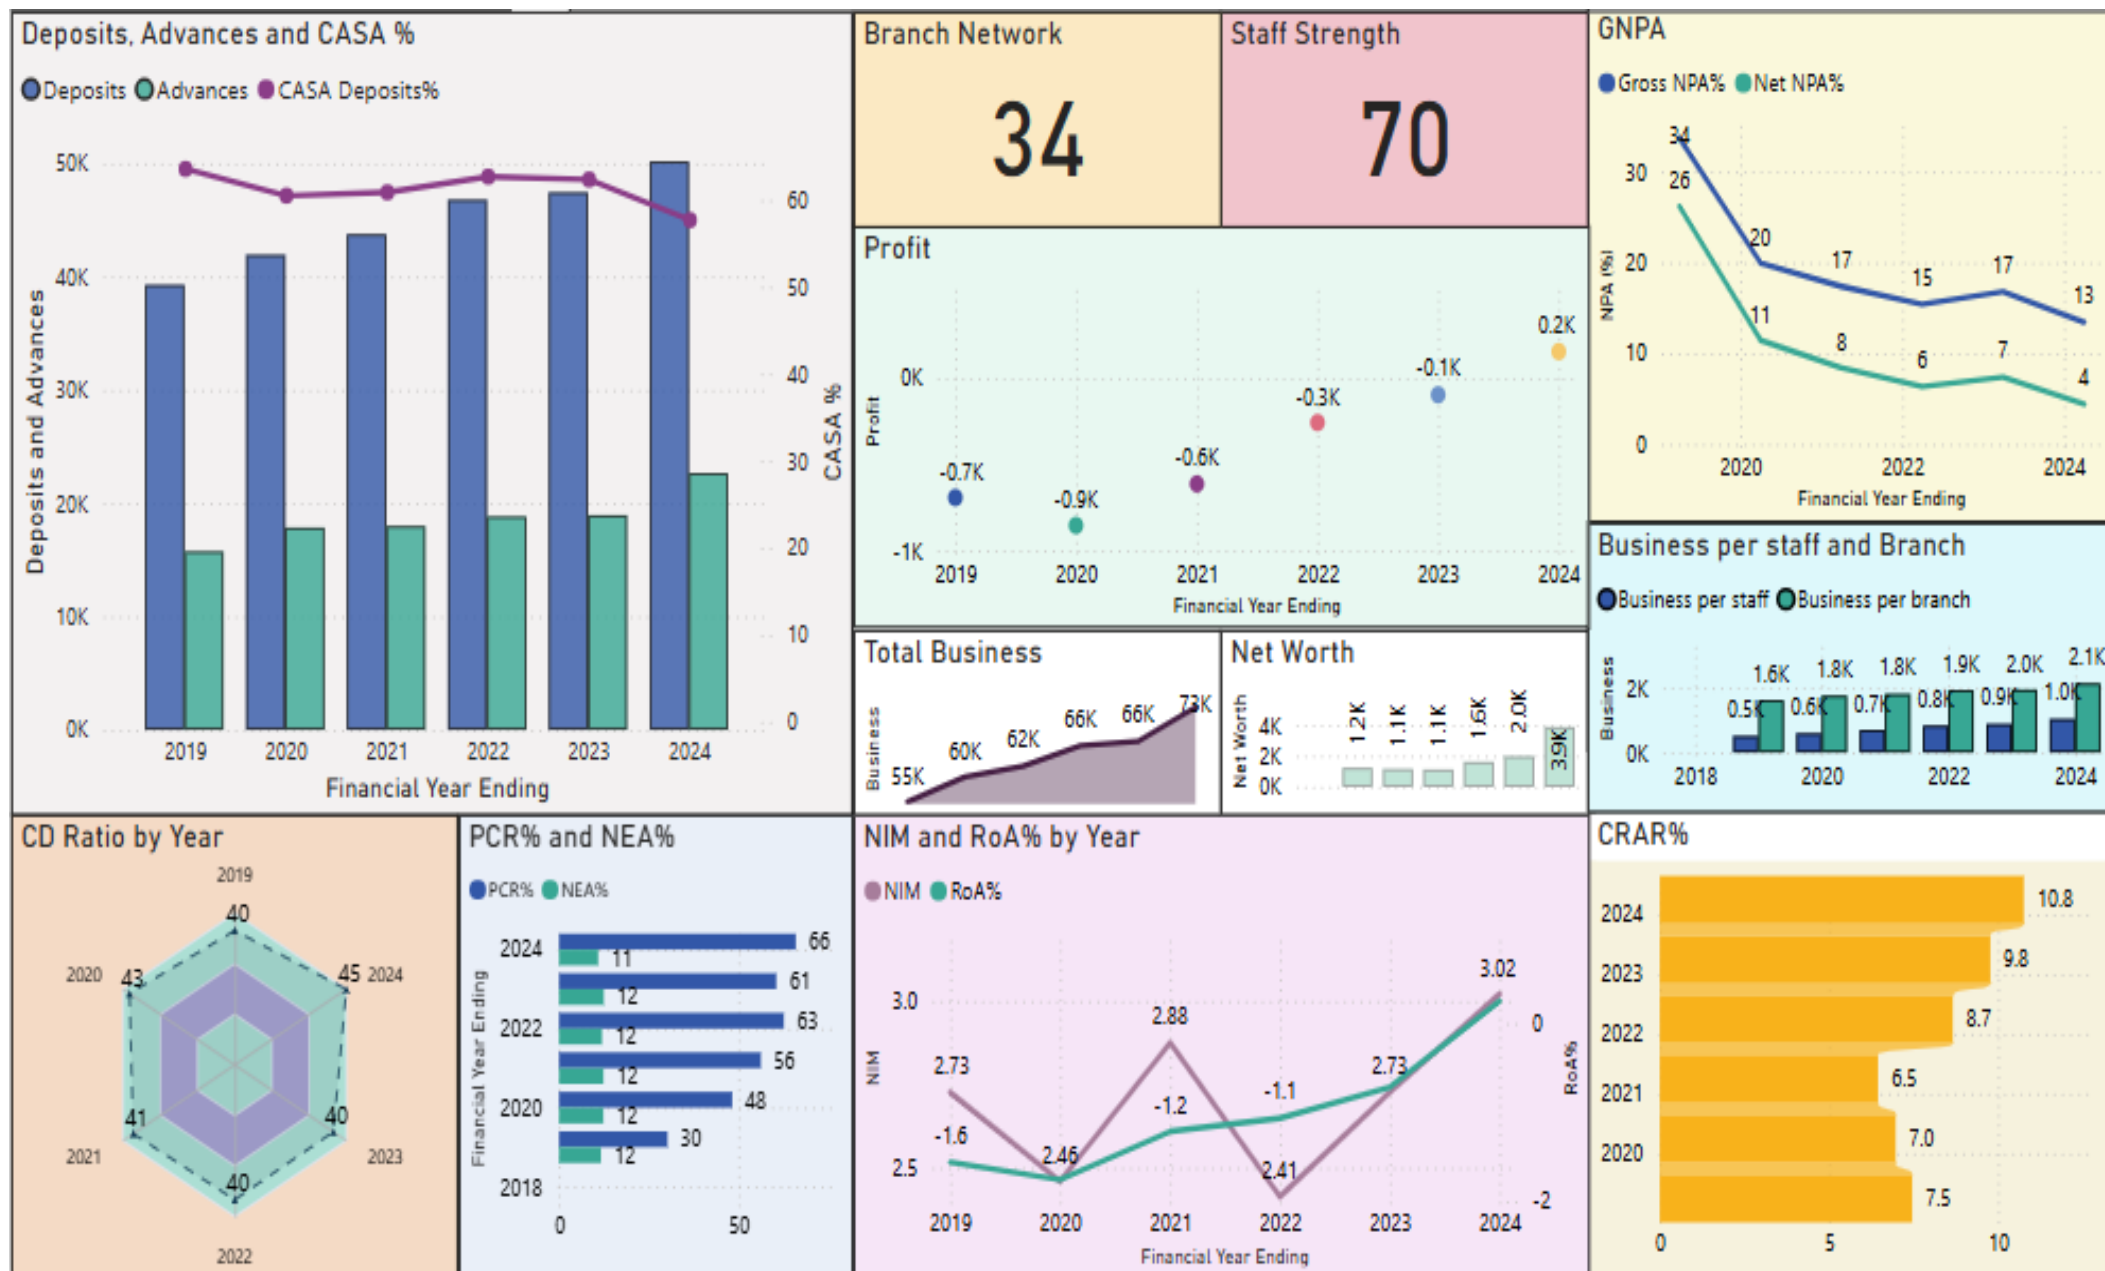 Deposits, Advances and CASA %
Deposits Advances CASA Deposits%
50K
40K
30K
20K
10K
0K
Deposits and Advances
60
50
40
30
20
10
0
CASA %
2019 2020 2021 2022 2023 2024
Financial Year Ending
Branch Network
34
Staff Strength
70
Profit
0K
-1K
Profit
-0.7K
-0.9K
-0.6K
-0.3K
-0.1K
0.2K
2019 2020 2021 2022 2023 2024
Financial Year Ending
GNPA
Gross NPA% Net NPA%
30
20
10
0
NPA (%)
34 20 17 15 17 13
26 11 8 6 7 4
2020 2022 2024
Financial Year Ending
Total Business
Business
55K 60K 62K 66K 66K 73K
Net Worth
Net Worth
4K
2K
0K
1.2K 1.1K 1.1K 1.6K 2.0K 3.9K
Business per staff and Branch
Business per staff Business per branch
Business
2K
0K
1.6K 1.8K 1.8K 1.9K 2.0K 2.1K
0.5K 0.6K 0.7K 0.8K 0.9K 1.0K
2018 2020 2022 2024
CD Ratio by Year
2019
40
2020 43
45 2024
41
2021
40
2023
40
2022
PCR% and NEA%
PCR% NEA%
Financial Year Ending
2024
2022
2020
2018
66
11
61
12
63
12
56
12
48
12
30
12
0 50
NIM and RoA% by Year
NIM RoA%
3.0
2.5
NIM
0
-2
RoA%
2.73 2.46 2.88 2.41 2.73 3.02
-1.6 -1.2 -1.1
2019 2020 2021 2022 2023 2024
Financial Year Ending
CRAR%
2024 10.8
2023 9.8
2022 8.7
2021 6.5
2020 7.0
7.5
0 5 10